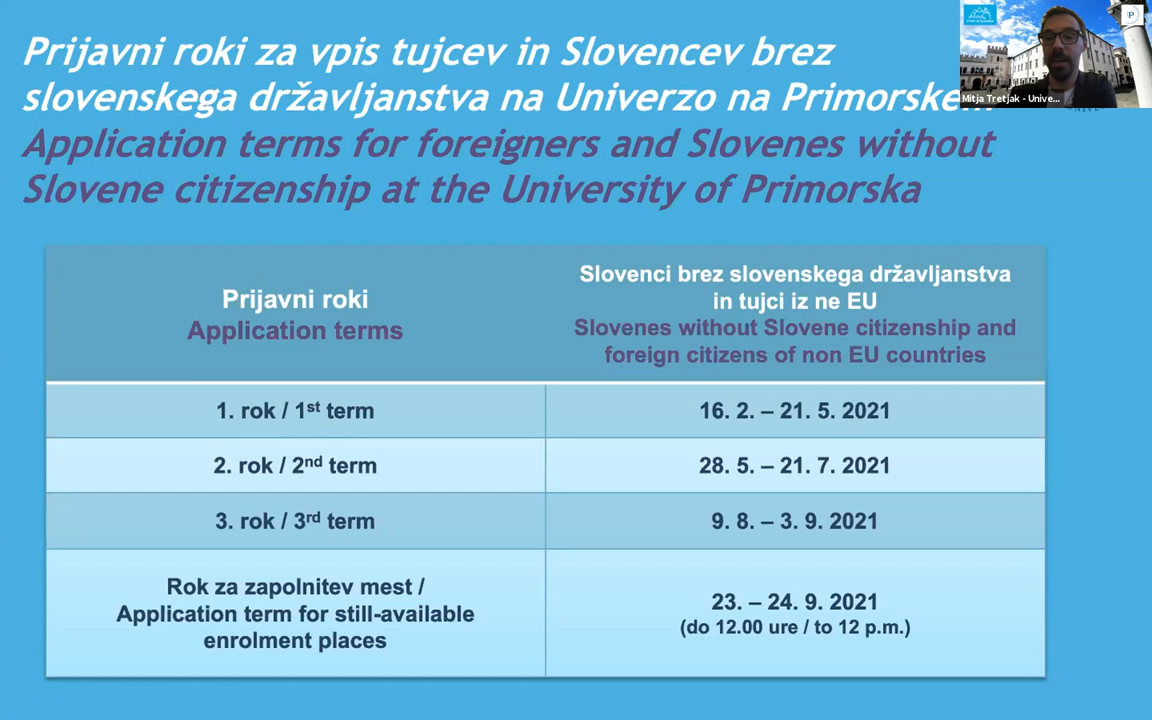 Prijavni roki za vpis tujcev in Slovencev brez
slovenskega državljanstva na Univerzo na Primorske...
Application terms for foreigners and Slovenes without
Slovene citizenship at the University of Primorska
Mitja Tretjak - Unive...
P
Prijavni roki
Application terms
Slovenci brez slovenskega državljanstva
in tujci iz ne EU
Slovenes without Slovene citizenship and
foreign citizens of non EU countries
1. rok / 1st term
16. 2. – 21. 5. 2021
2. rok / 2nd term
28. 5. – 21. 7. 2021
3. rok / 3rd term
9. 8. – 3. 9. 2021
Rok za zapolnitev mest /
Application term for still-available
enrolment places
23. – 24. 9. 2021
(do 12.00 ure / to 12 p.m.)